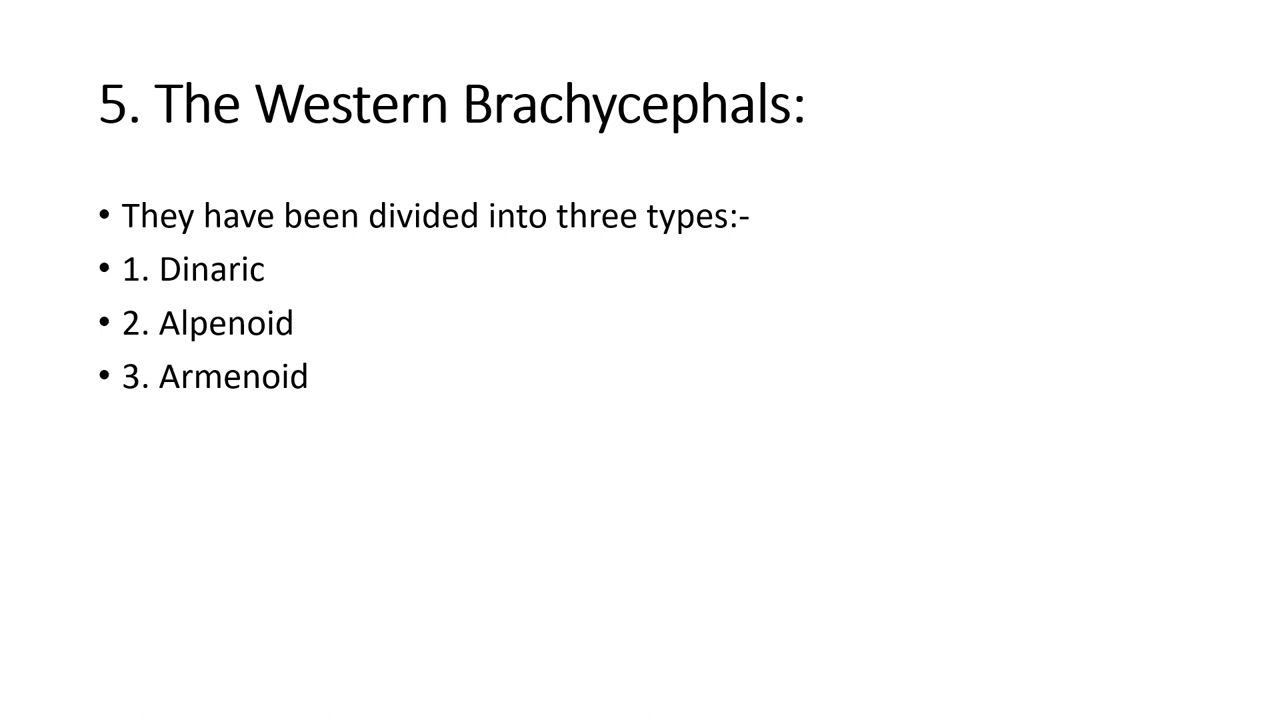 5. The Western Brachycephals:
• They have been divided into three types:-
• 1. Dinaric
• 2. Alpenoid
• 3. Armenoid